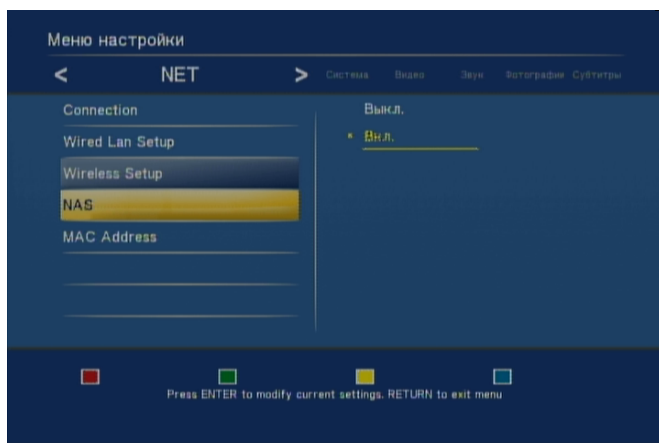 Меню настройки
< NET > Система Видео Звук Фотография Субтитры
Connection
Wired Lan Setup
Wireless Setup
NAS
MAC Address
Выкл.
Вкл.
Press ENTER to modify current settings. RETURN to exit menu